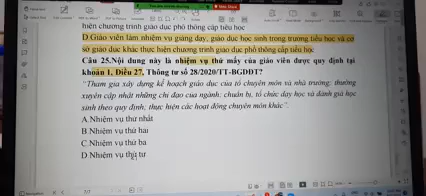 hiện chương trình giáo dục phổ thông cấp tiểu học
D.Giáo viên làm nhiệm vụ giảng dạy, giáo dục học sinh trong trường tiểu học và cơ
sở giáo dục khác thực hiện chương trình giáo dục phổ thông cấp tiểu học
Câu 25.Nội dung này là nhiệm vụ thứ mấy của giáo viên được quy định tại
khoản 1, Điều 27, Thông tư số 28/2020/TT-BGDĐT?
“Tham gia xây dựng kế hoạch giáo dục của tổ chuyên môn và nhà trường; thường
xuyên cập nhật những chỉ đạo của ngành; chuẩn bị, tổ chức dạy học và đánh giá học
sinh theo quy định; thực hiện các hoạt động chuyên môn khác”.
A Nhiệm vụ thứ nhất
B Nhiệm vụ thứ hai
C.Nhiệm vụ thứ ba
D Nhiệm vụ thứ tư